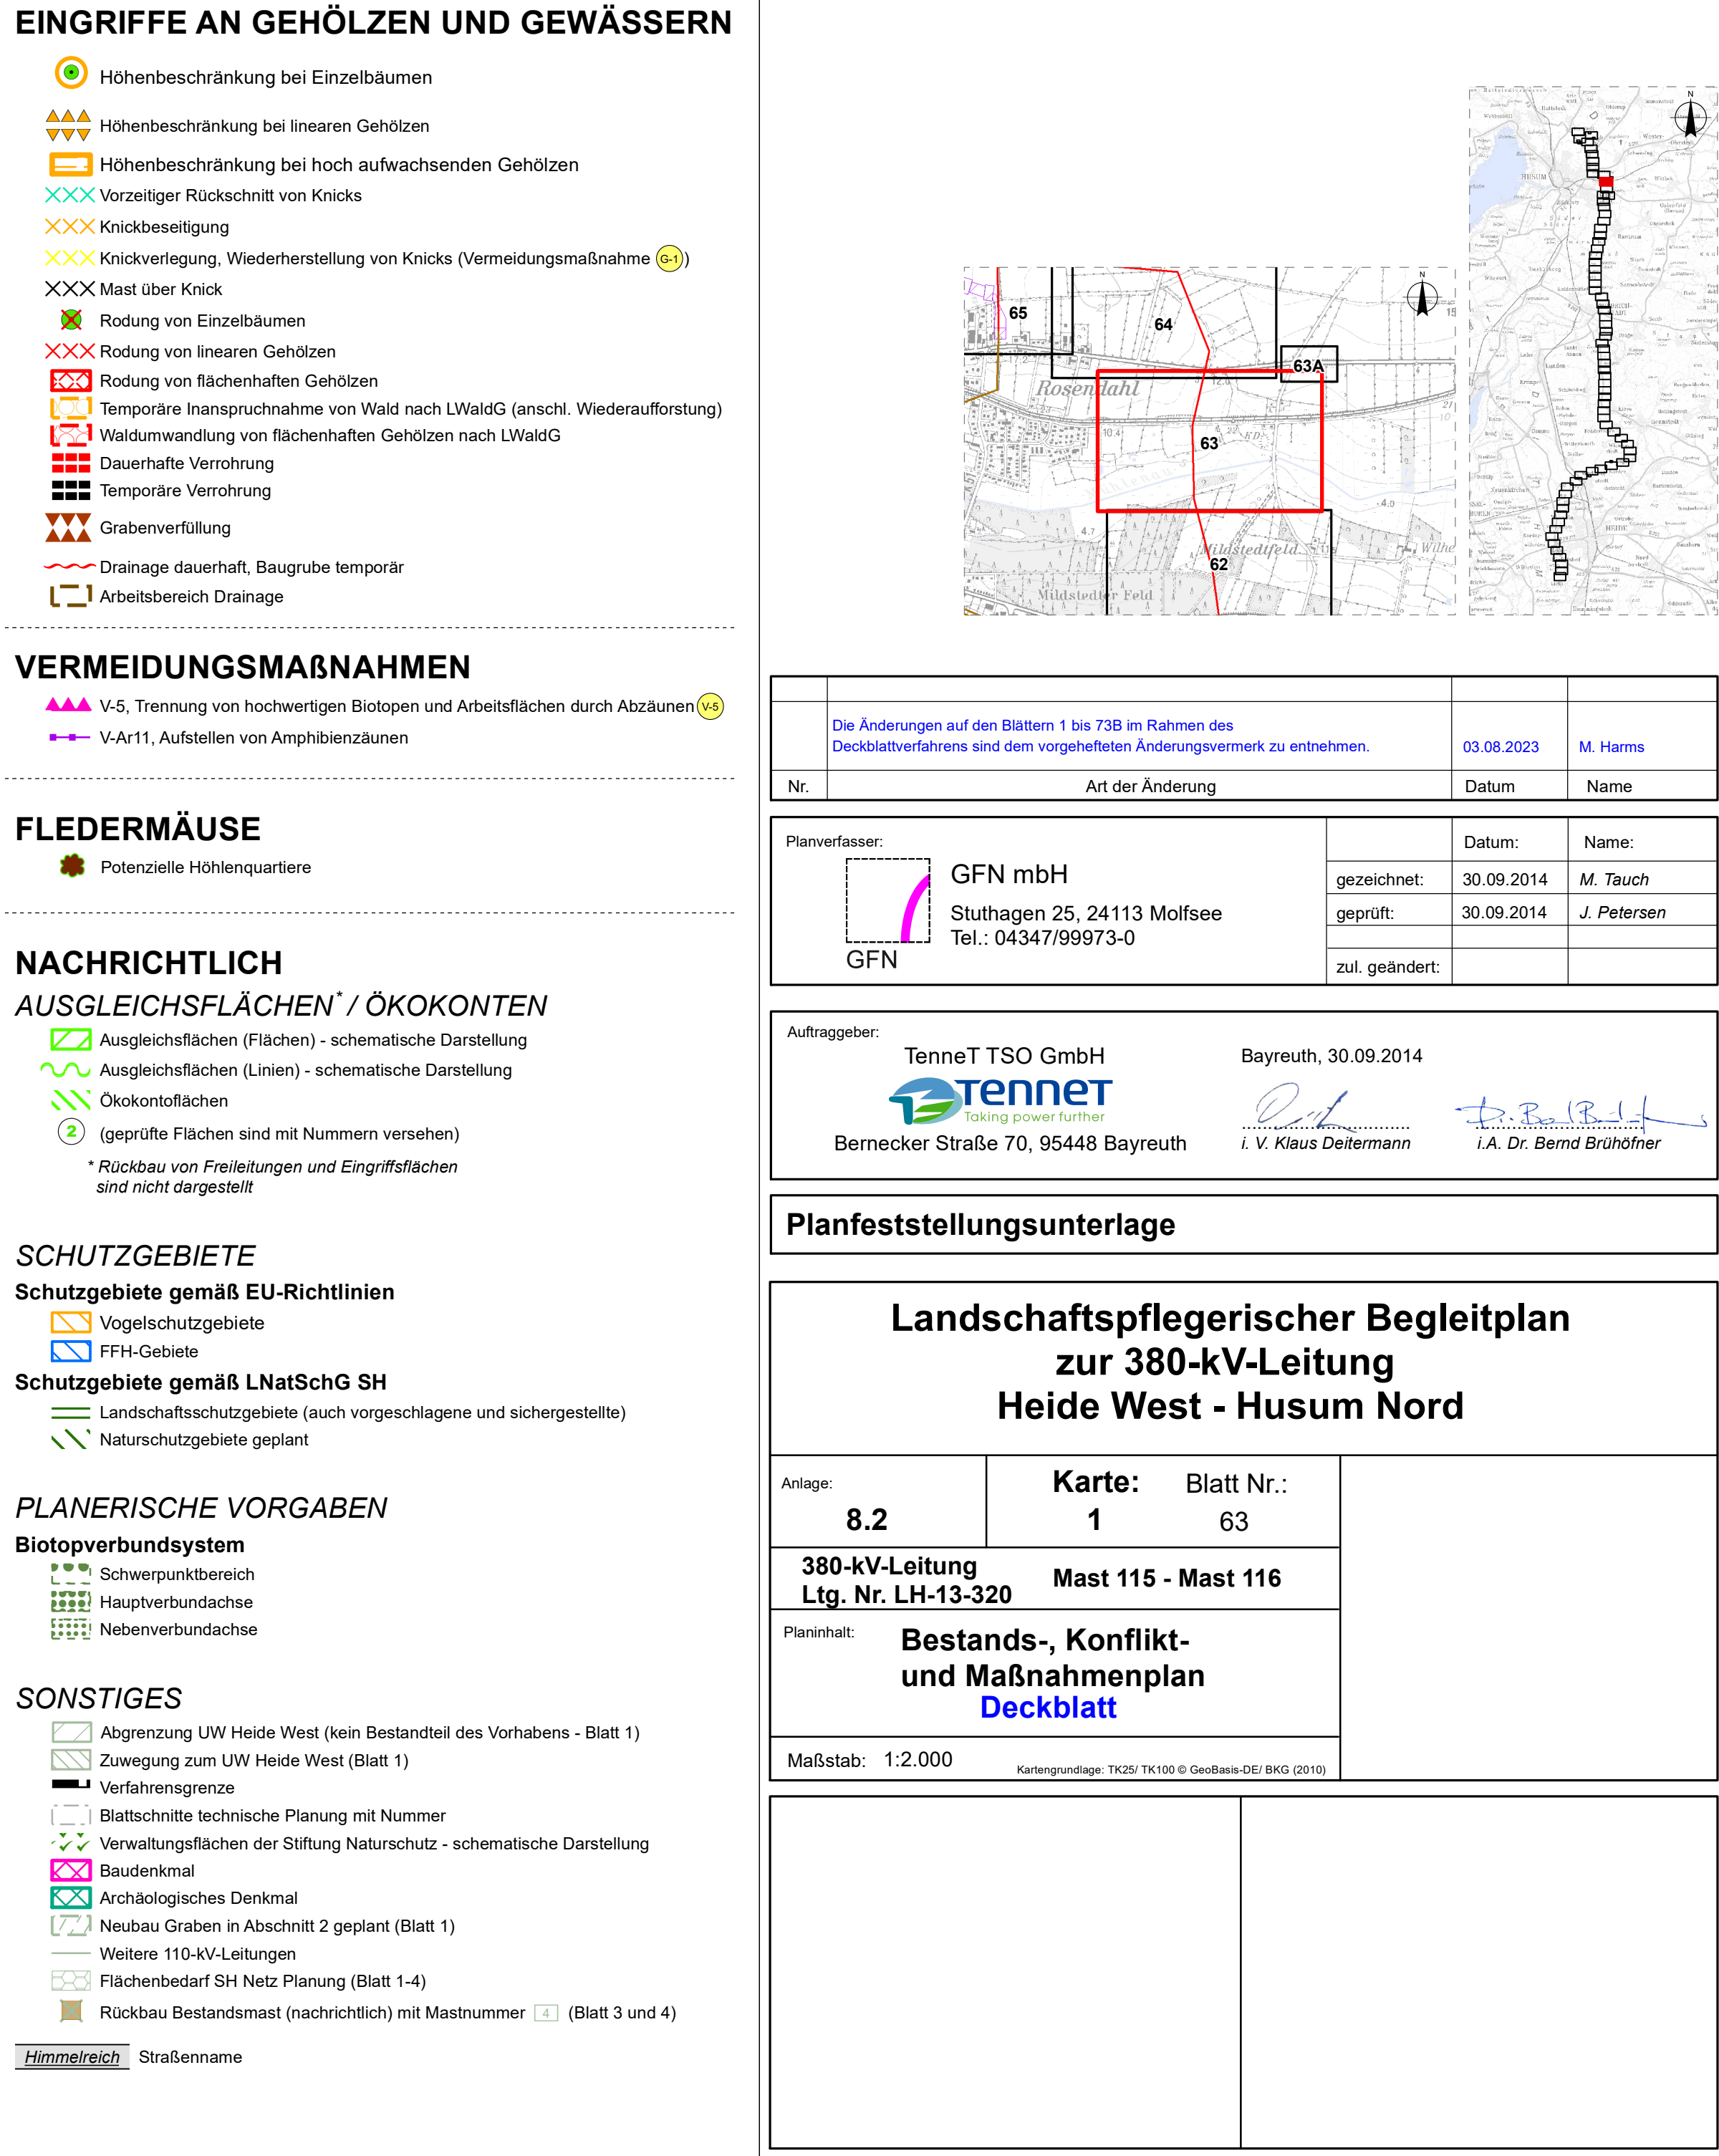 EINGRIFFE AN GEHÖLZEN UND GEWÄSSERN
Höhenbeschränkung bei Einzelbäumen
Höhenbeschränkung bei linearen Gehölzen
Höhenbeschränkung bei hoch aufwachsenden Gehölzen
Vorzeitiger Rückschnitt von Knicks
Knickbeseitigung
Knickverlegung, Wiederherstellung von Knicks (Vermeidungsmaßnahme G-1)
Mast über Knick
Rodung von Einzelbäumen
Rodung von linearen Gehölzen
Rodung von flächenhaften Gehölzen
Temporäre Inanspruchnahme von Wald nach LWaldG (anschl. Wiederaufforstung)
Waldumwandlung von flächenhaften Gehölzen nach LWaldG
Dauerhafte Verrohrung
Temporäre Verrohrung
Grabenverfüllung
Drainage dauerhaft, Baugrube temporär
Arbeitsbereich Drainage
VERMEIDUNGSMAßNAHMEN
V-5, Trennung von hochwertigen Biotopen und Arbeitsflächen durch Abzäunen V-5
V-Ar11, Aufstellen von Amphibienzäunen
FLEDERMÄUSE
Potenzielle Höhlenquartiere
NACHRICHTLICH
AUSGLEICHSFLÄCHEN* / ÖKOKONTEN
Ausgleichsflächen (Flächen) - schematische Darstellung
Ausgleichsflächen (Linien) - schematische Darstellung
Ökokontoflächen
2 (geprüfte Flächen sind mit Nummern versehen)
* Rückbau von Freileitungen und Eingriffsflächen
sind nicht dargestellt
SCHUTZGEBIETE
Schutzgebiete gemäß EU-Richtlinien
Vogelschutzgebiete
FFH-Gebiete
Schutzgebiete gemäß LNatSchG SH
Landschaftsschutzgebiete (auch vorgeschlagene und sichergestellte)
Naturschutzgebiete geplant
PLANERISCHE VORGABEN
Biotopverbundsystem
Schwerpunktbereich
Hauptverbundachse
Nebenverbundachse
SONSTIGES
Abgrenzung UW Heide West (kein Bestandteil des Vorhabens - Blatt 1)
Zuwegung zum UW Heide West (Blatt 1)
Verfahrensgrenze
Blattschnitte technische Planung mit Nummer
Verwaltungsflächen der Stiftung Naturschutz - schematische Darstellung
Baudenkmal
Archäologisches Denkmal
Neubau Graben in Abschnitt 2 geplant (Blatt 1)
Weitere 110-kV-Leitungen
Flächenbedarf SH Netz Planung (Blatt 1-4)
Rückbau Bestandsmast (nachrichtlich) mit Mastnummer 4 (Blatt 3 und 4)
Himmelreich Straßenname
N
65
64
63A
Rosendahl
12.0
10.4
63
KD
4.7
4.0
Mildstedtfeld
Wilhe
62
Mildstedter Feld
N
HUSUM
HEIDE
Die Änderungen auf den Blättern 1 bis 73B im Rahmen des
Deckblattverfahrens sind dem vorgehefteten Änderungsvermerk zu entnehmen. 03.08.2023 M. Harms
Nr. Art der Änderung Datum Name
Planverfasser:
GFN
GFN mbH
Stuthagen 25, 24113 Molfsee
Tel.: 04347/99973-0
Datum: Name:
gezeichnet: 30.09.2014 M. Tauch
geprüft: 30.09.2014 J. Petersen
zul. geändert:
Auftraggeber:
TenneT TSO GmbH
TenneT
Taking power further
Bernecker Straße 70, 95448 Bayreuth
Bayreuth, 30.09.2014
i. V. Klaus Deitermann
i.A. Dr. Bernd Brühöfner
Planfeststellungsunterlage
Landschaftspflegerischer Begleitplan
zur 380-kV-Leitung
Heide West - Husum Nord
Anlage:
8.2
Karte: Blatt Nr.:
1 63
380-kV-Leitung
Ltg. Nr. LH-13-320
Mast 115 - Mast 116
Planinhalt:
Bestands-, Konflikt-
und Maßnahmenplan
Deckblatt
Maßstab: 1:2.000
Kartengrundlage: TK25/ TK100 © GeoBasis-DE/ BKG (2010)